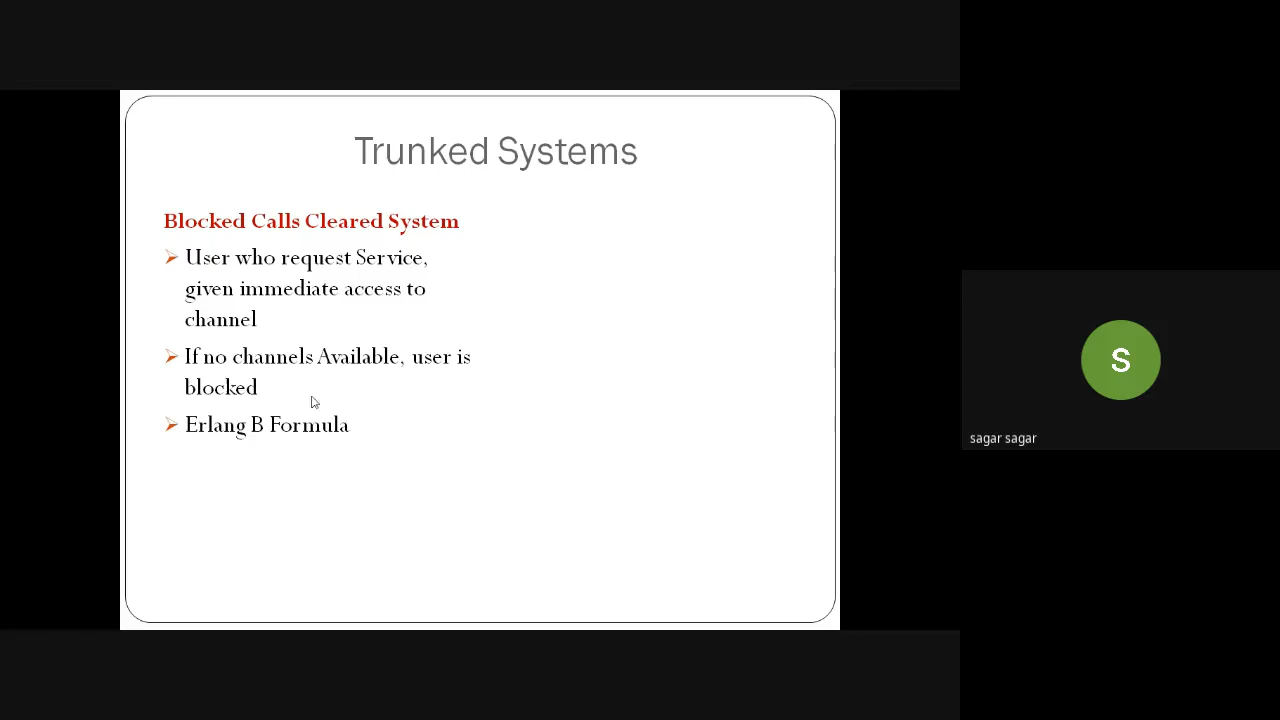 Trunked Systems
Blocked Calls Cleared System
User who request Service,
given immediate access to
channel
If no channels Available, user is
blocked
Erlang B Formula
S
sagar sagar